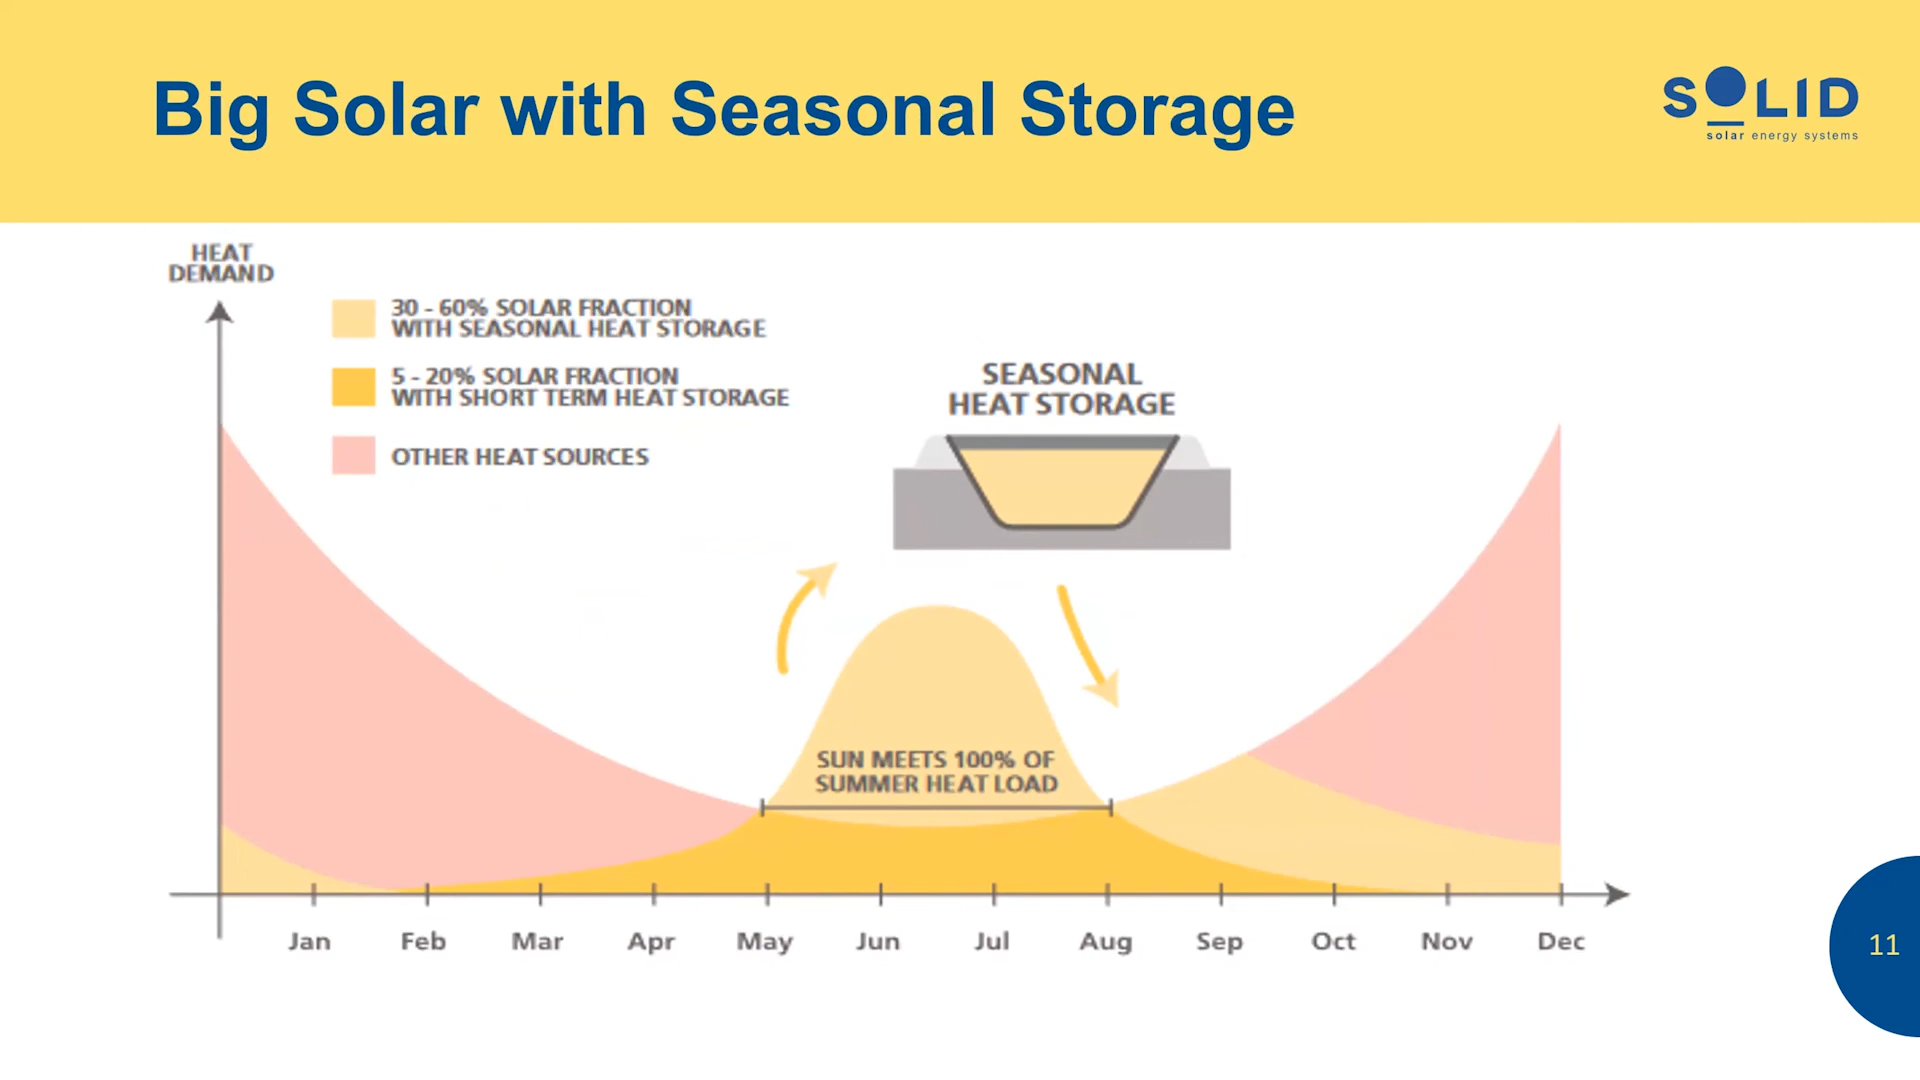 Big Solar with Seasonal Storage
SOLID
solar energy systems
HEAT
DEMAND
30 - 60% SOLAR FRACTION
WITH SEASONAL HEAT STORAGE
5 - 20% SOLAR FRACTION
WITH SHORT TERM HEAT STORAGE
OTHER HEAT SOURCES
SEASONAL
HEAT STORAGE
SUN MEETS 100% OF
SUMMER HEAT LOAD
Jan Feb Mar Apr May Jun Jul Aug Sep Oct Nov Dec
11